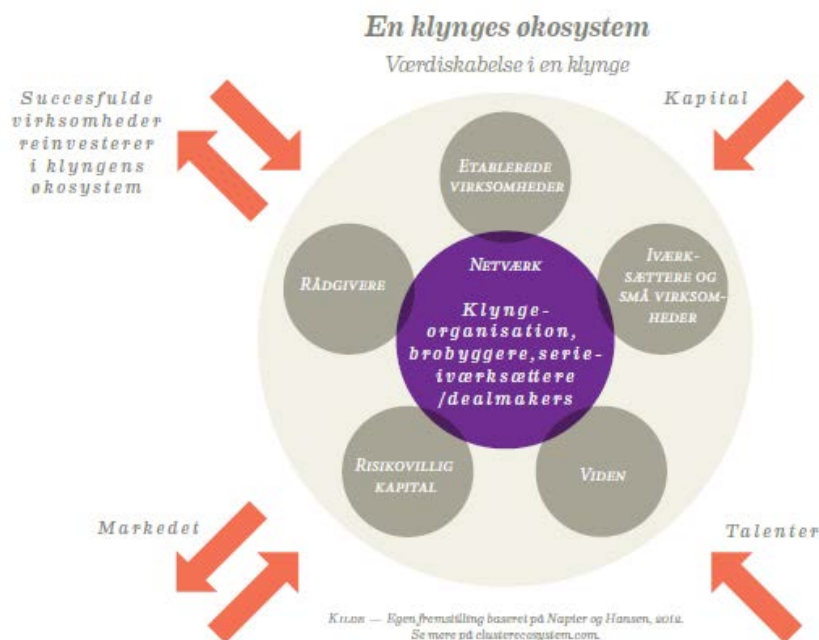 En klynges økosystem
Værdiskabelse i en klynge
Succesfulde
virksomheder
reinvesterer
i klyngens
økosystem
Kapital
Etablerede
virksomheder
Rådgivere
Netværk
Klynge-
organisation,
brobyggere, serie-
iværksættere
/dealmakers
Iværk-
sættere og
små virksom-
heder
Risikovillig
kapital
Viden
Markedet
Talenter
Kilde — Egen fremstilling baseret på Napier og Hansen, 2012.
Se mere på clusterecosystem.com.